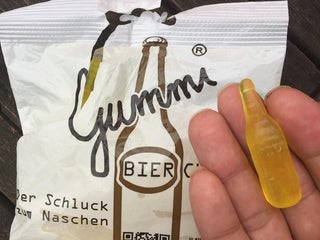 ®
Gummi
BIER
Der Schluck
zum Naschen